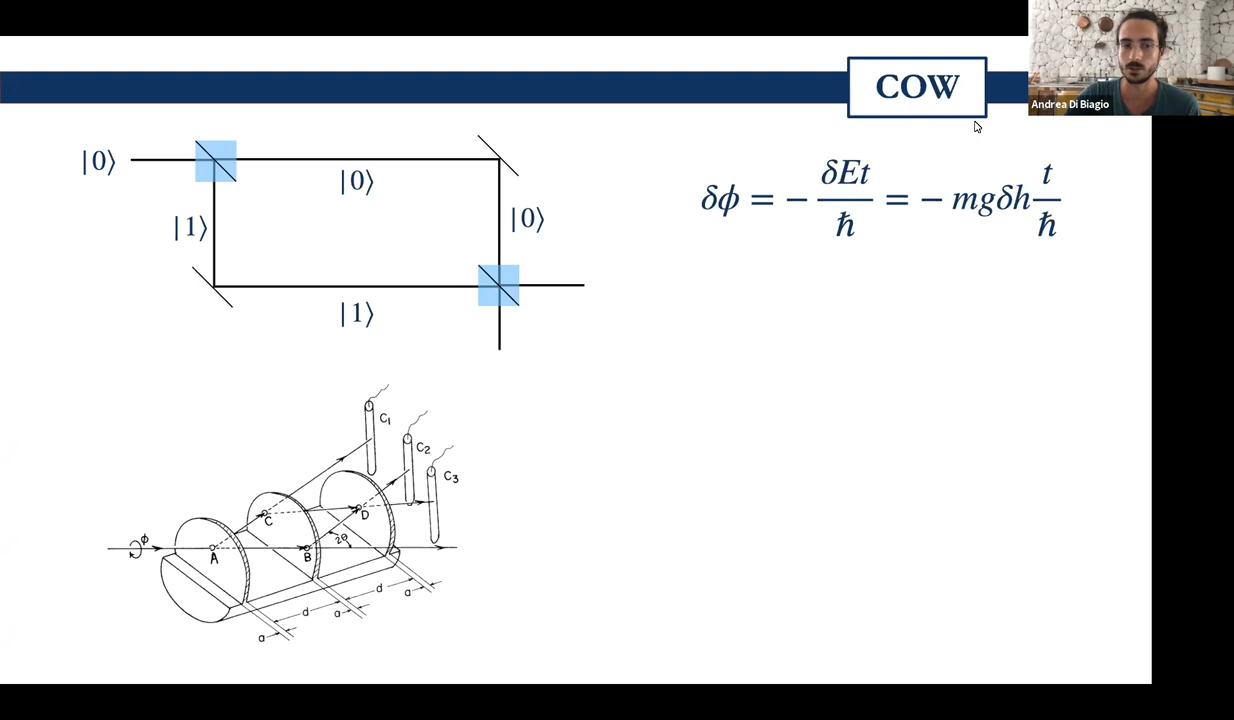 COW
Andrea Di Biagio
|0⟩
|0⟩
|1⟩
|0⟩
|1⟩
δϕ = − δEt/ħ = − mgδh t/ħ
C₁
C₂
C₃
C
D
ϕ
A
B
2θ
d
d
a
a
a